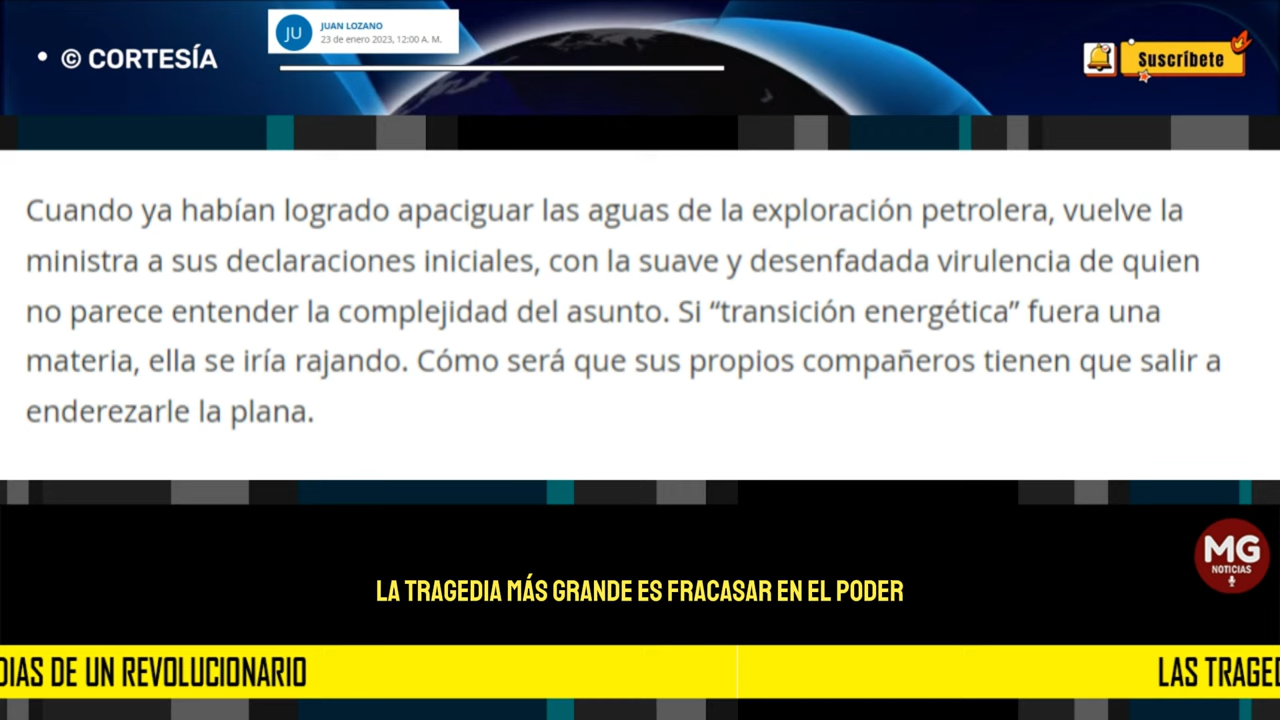 JU
JUAN LOZANO
23 de enero 2023, 12:00 A. M.
• © CORTESÍA
Suscríbete
Cuando ya habían logrado apaciguar las aguas de la exploración petrolera, vuelve la
ministra a sus declaraciones iniciales, con la suave y desenfadada virulencia de quien
no parece entender la complejidad del asunto. Si “transición energética” fuera una
materia, ella se iría rajando. Cómo será que sus propios compañeros tienen que salir a
enderezarle la plana.
MG
NOTICIAS
LA TRAGEDIA MÁS GRANDE ES FRACASAR EN EL PODER
DIAS DE UN REVOLUCIONARIO
LAS TRAGED